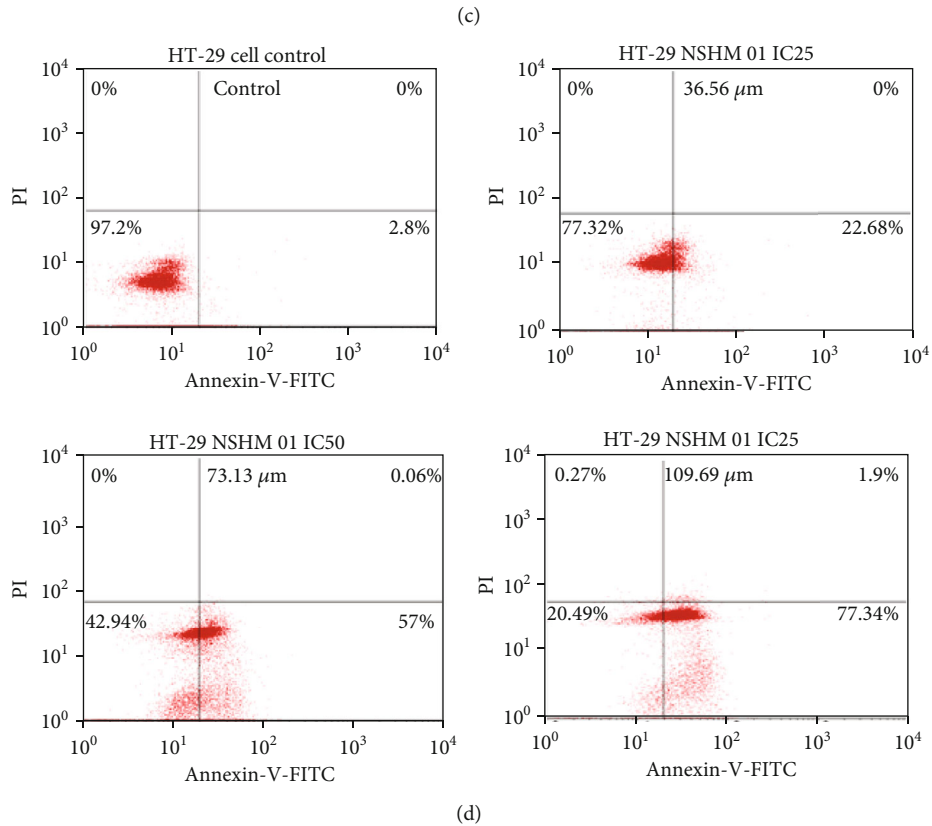 (c)
HT-29 cell control
Control
0%
0%
97.2%
2.8%
PI
10⁴
10³
10²
10¹
10⁰
10⁰ 10¹ 10² 10³ 10⁴
Annexin-V-FITC
HT-29 NSHM 01 IC25
36.56 µm
0%
0%
77.32%
22.68%
PI
10⁴
10³
10²
10¹
10⁰
10⁰ 10¹ 10² 10³ 10⁴
Annexin-V-FITC
HT-29 NSHM 01 IC50
73.13 µm
0%
0.06%
42.94%
57%
PI
10⁴
10³
10²
10¹
10⁰
10⁰ 10¹ 10² 10³ 10⁴
Annexin-V-FITC
HT-29 NSHM 01 IC25
109.69 µm
0.27%
1.9%
20.49%
77.34%
PI
10⁴
10³
10²
10¹
10⁰
10⁰ 10¹ 10² 10³ 10⁴
Annexin-V-FITC
(d)